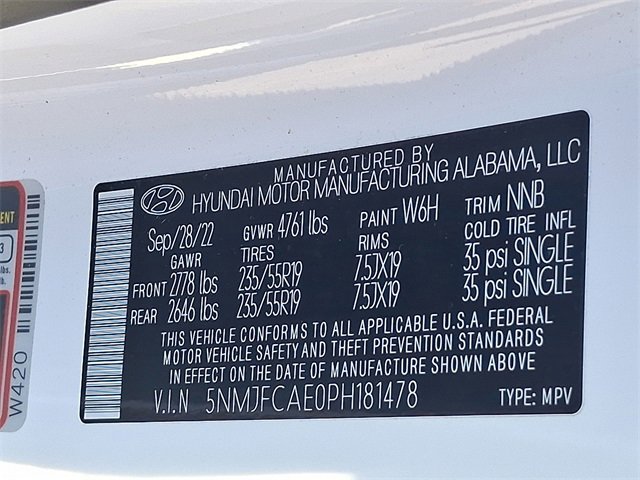 MANUFACTURED BY
HYUNDAI MOTOR MANUFACTURING ALABAMA, LLC
Sep/28/22 GVWR 4761 lbs PAINT W6H TRIM NNB
GAWR TIRES RIMS COLD TIRE INFL
FRONT 2778 lbs 235/55R19 7.5JX19 35 psi SINGLE
REAR 2646 lbs 235/55R19 7.5JX19 35 psi SINGLE
THIS VEHICLE CONFORMS TO ALL APPLICABLE U.S.A. FEDERAL
MOTOR VEHICLE SAFETY AND THEFT PREVENTION STANDARDS
IN EFFECT ON THE DATE OF MANUFACTURE SHOWN ABOVE
V.I.N 5NMJFCAE0PH181478 TYPE: MPV
W420
3
lbs.